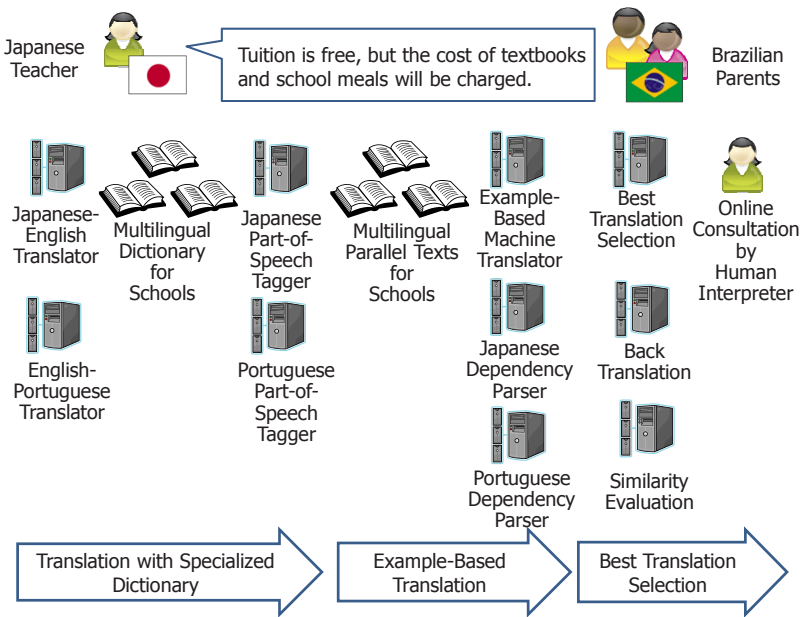 Japanese
Teacher
Tuition is free, but the cost of textbooks
and school meals will be charged.
Brazilian
Parents
Japanese-
English
Translator
Multilingual
Dictionary
for
Schools
Japanese
Part-of-
Speech
Tagger
Multilingual
Parallel Texts
for
Schools
Example-
Based
Machine
Translator
Best
Translation
Selection
Online
Consultation
by
Human
Interpreter
English-
Portuguese
Translator
Portuguese
Part-of-
Speech
Tagger
Japanese
Dependency
Parser
Back
Translation
Portuguese
Dependency
Parser
Similarity
Evaluation
Translation with Specialized
Dictionary
Example-Based
Translation
Best Translation
Selection